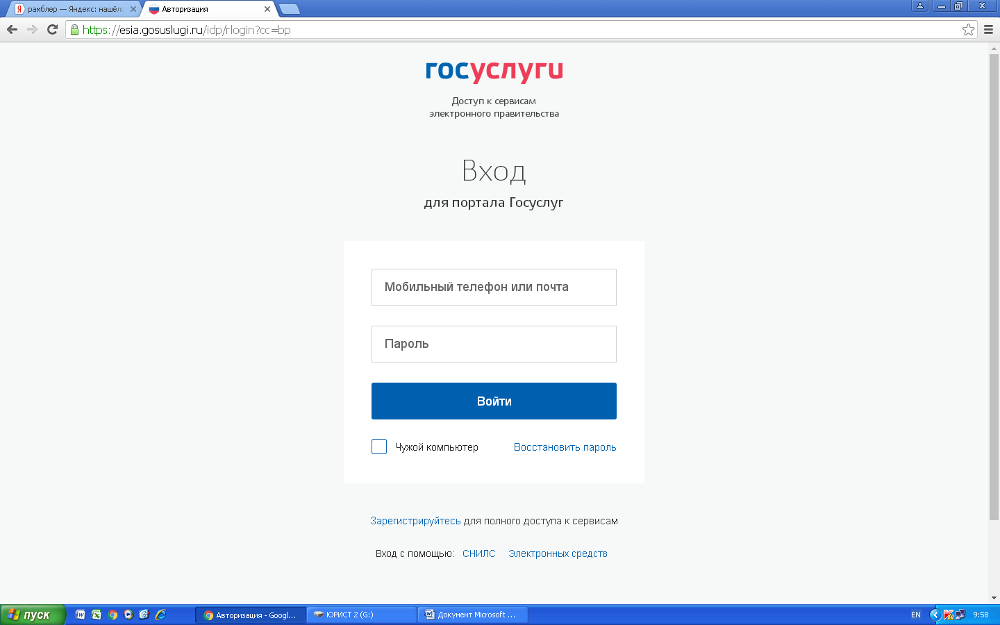 рамблер — Яндекс: нашёлс
Авторизация
https://esia.gosuslugi.ru/idp/rlogin?cc=bp
госуслуги
Доступ к сервисам
электронного правительства
Вход
для портала Госуслуг
Мобильный телефон или почта
Пароль
Войти
Чужой компьютер
Восстановить пароль
Зарегистрируйтесь для полного доступа к сервисам
Вход с помощью: СНИЛС Электронных средств
пуск
Авторизация - Googl...
ЮРИСТ 2 (G:)
Документ Microsoft ...
EN
9:58